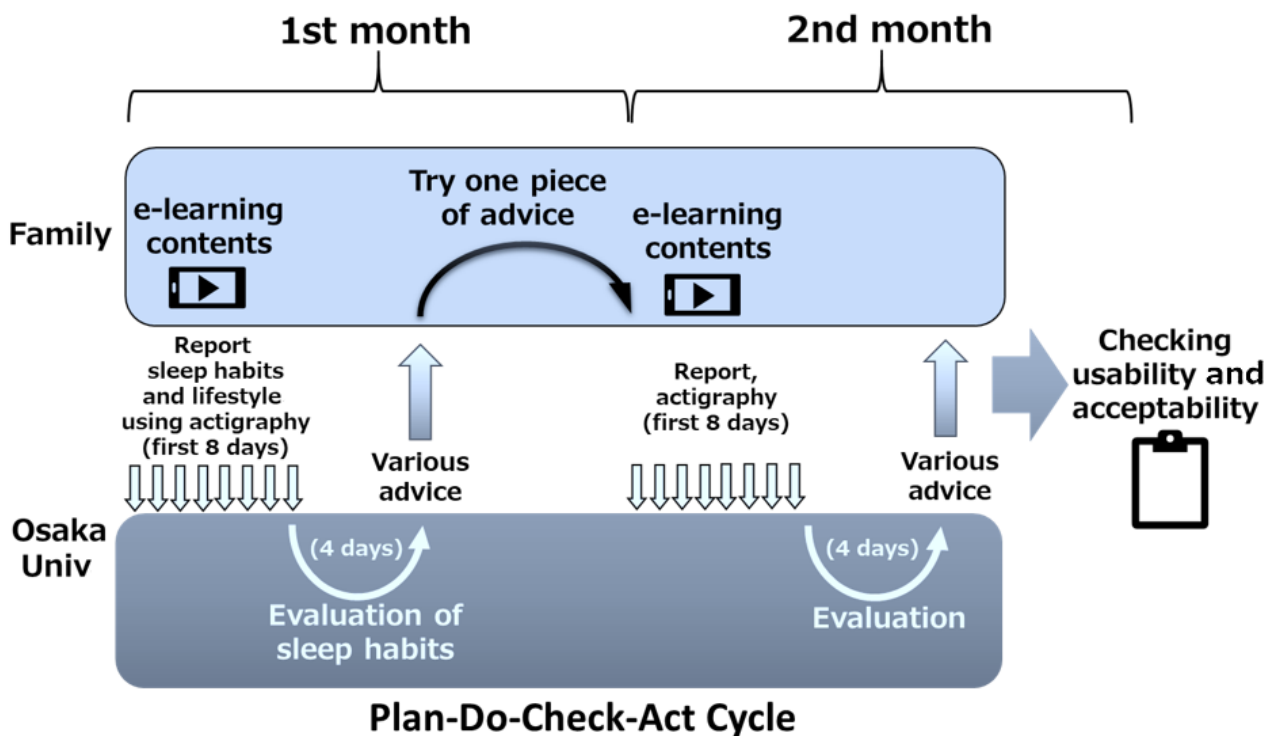 1st month
2nd month
Family
e-learning
contents
Try one piece
of advice
e-learning
contents
Report
sleep habits
and lifestyle
using actigraphy
(first 8 days)
Various
advice
Report,
actigraphy
(first 8 days)
Various
advice
Checking
usability and
acceptability
Osaka
Univ
(4 days)
Evaluation of
sleep habits
(4 days)
Evaluation
Plan-Do-Check-Act Cycle